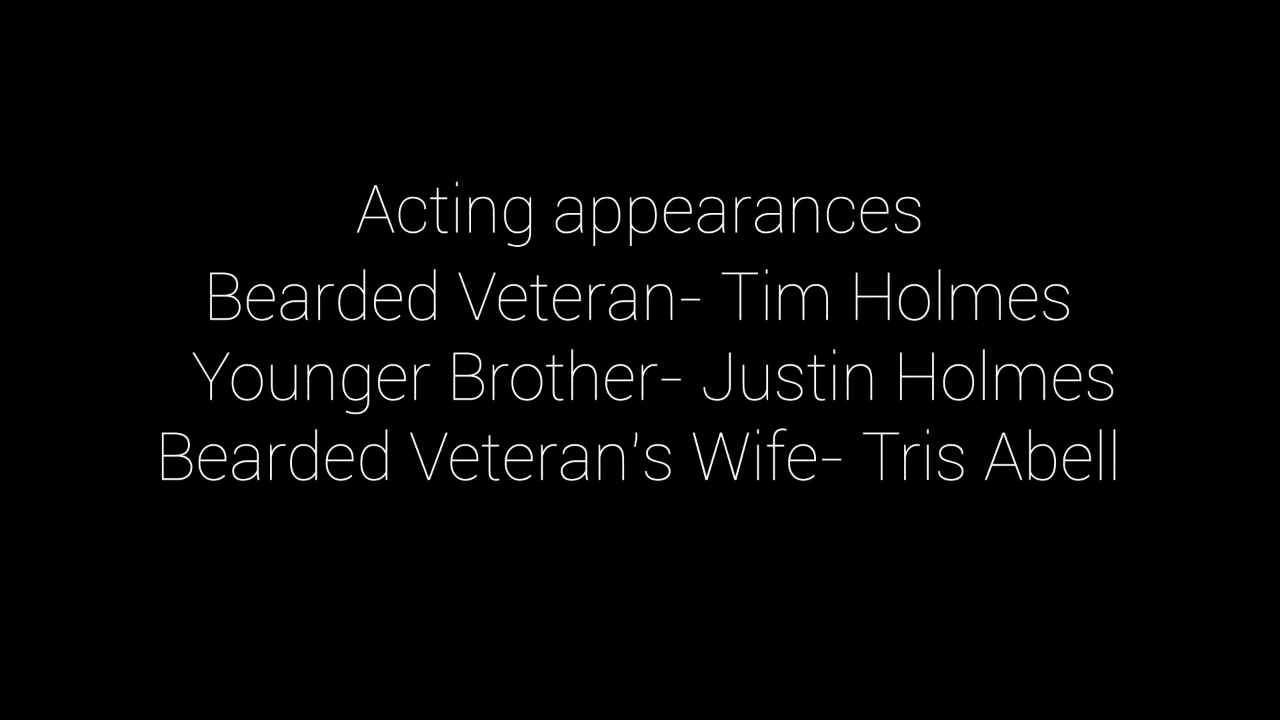 Acting appearances
Bearded Veteran- Tim Holmes
Younger Brother- Justin Holmes
Bearded Veteran's Wife- Tris Abell